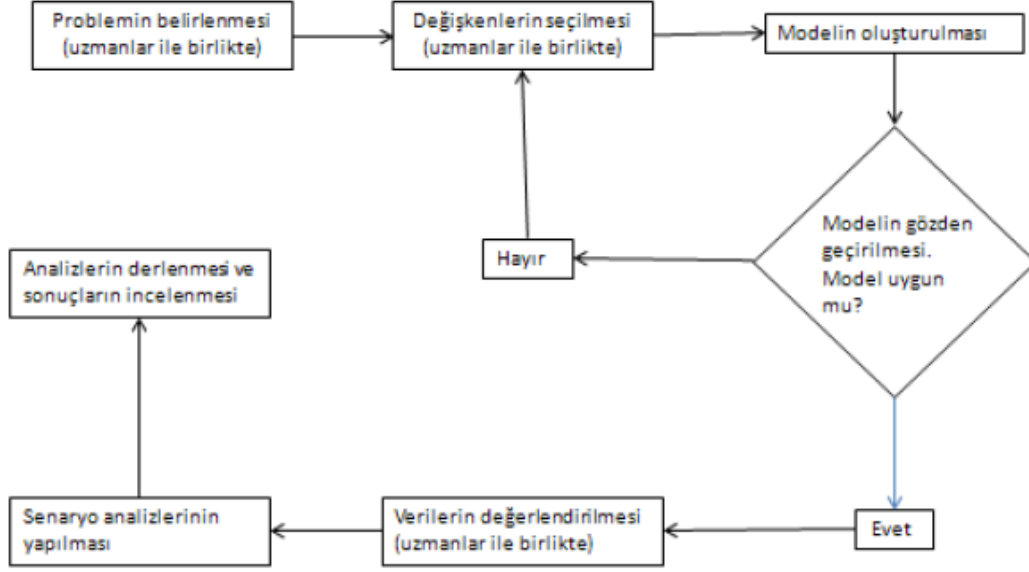 Problemin belirlenmesi
(uzmanlar ile birlikte)
Değişkenlerin seçilmesi
(uzmanlar ile birlikte)
Modelin oluşturulması
Modelin gözden
geçirilmesi.
Model uygun
mu?
Hayır
Evet
Verilerin değerlendirilmesi
(uzmanlar ile birlikte)
Senaryo analizlerinin
yapılması
Analizlerin derlenmesi ve
sonuçların incelenmesi